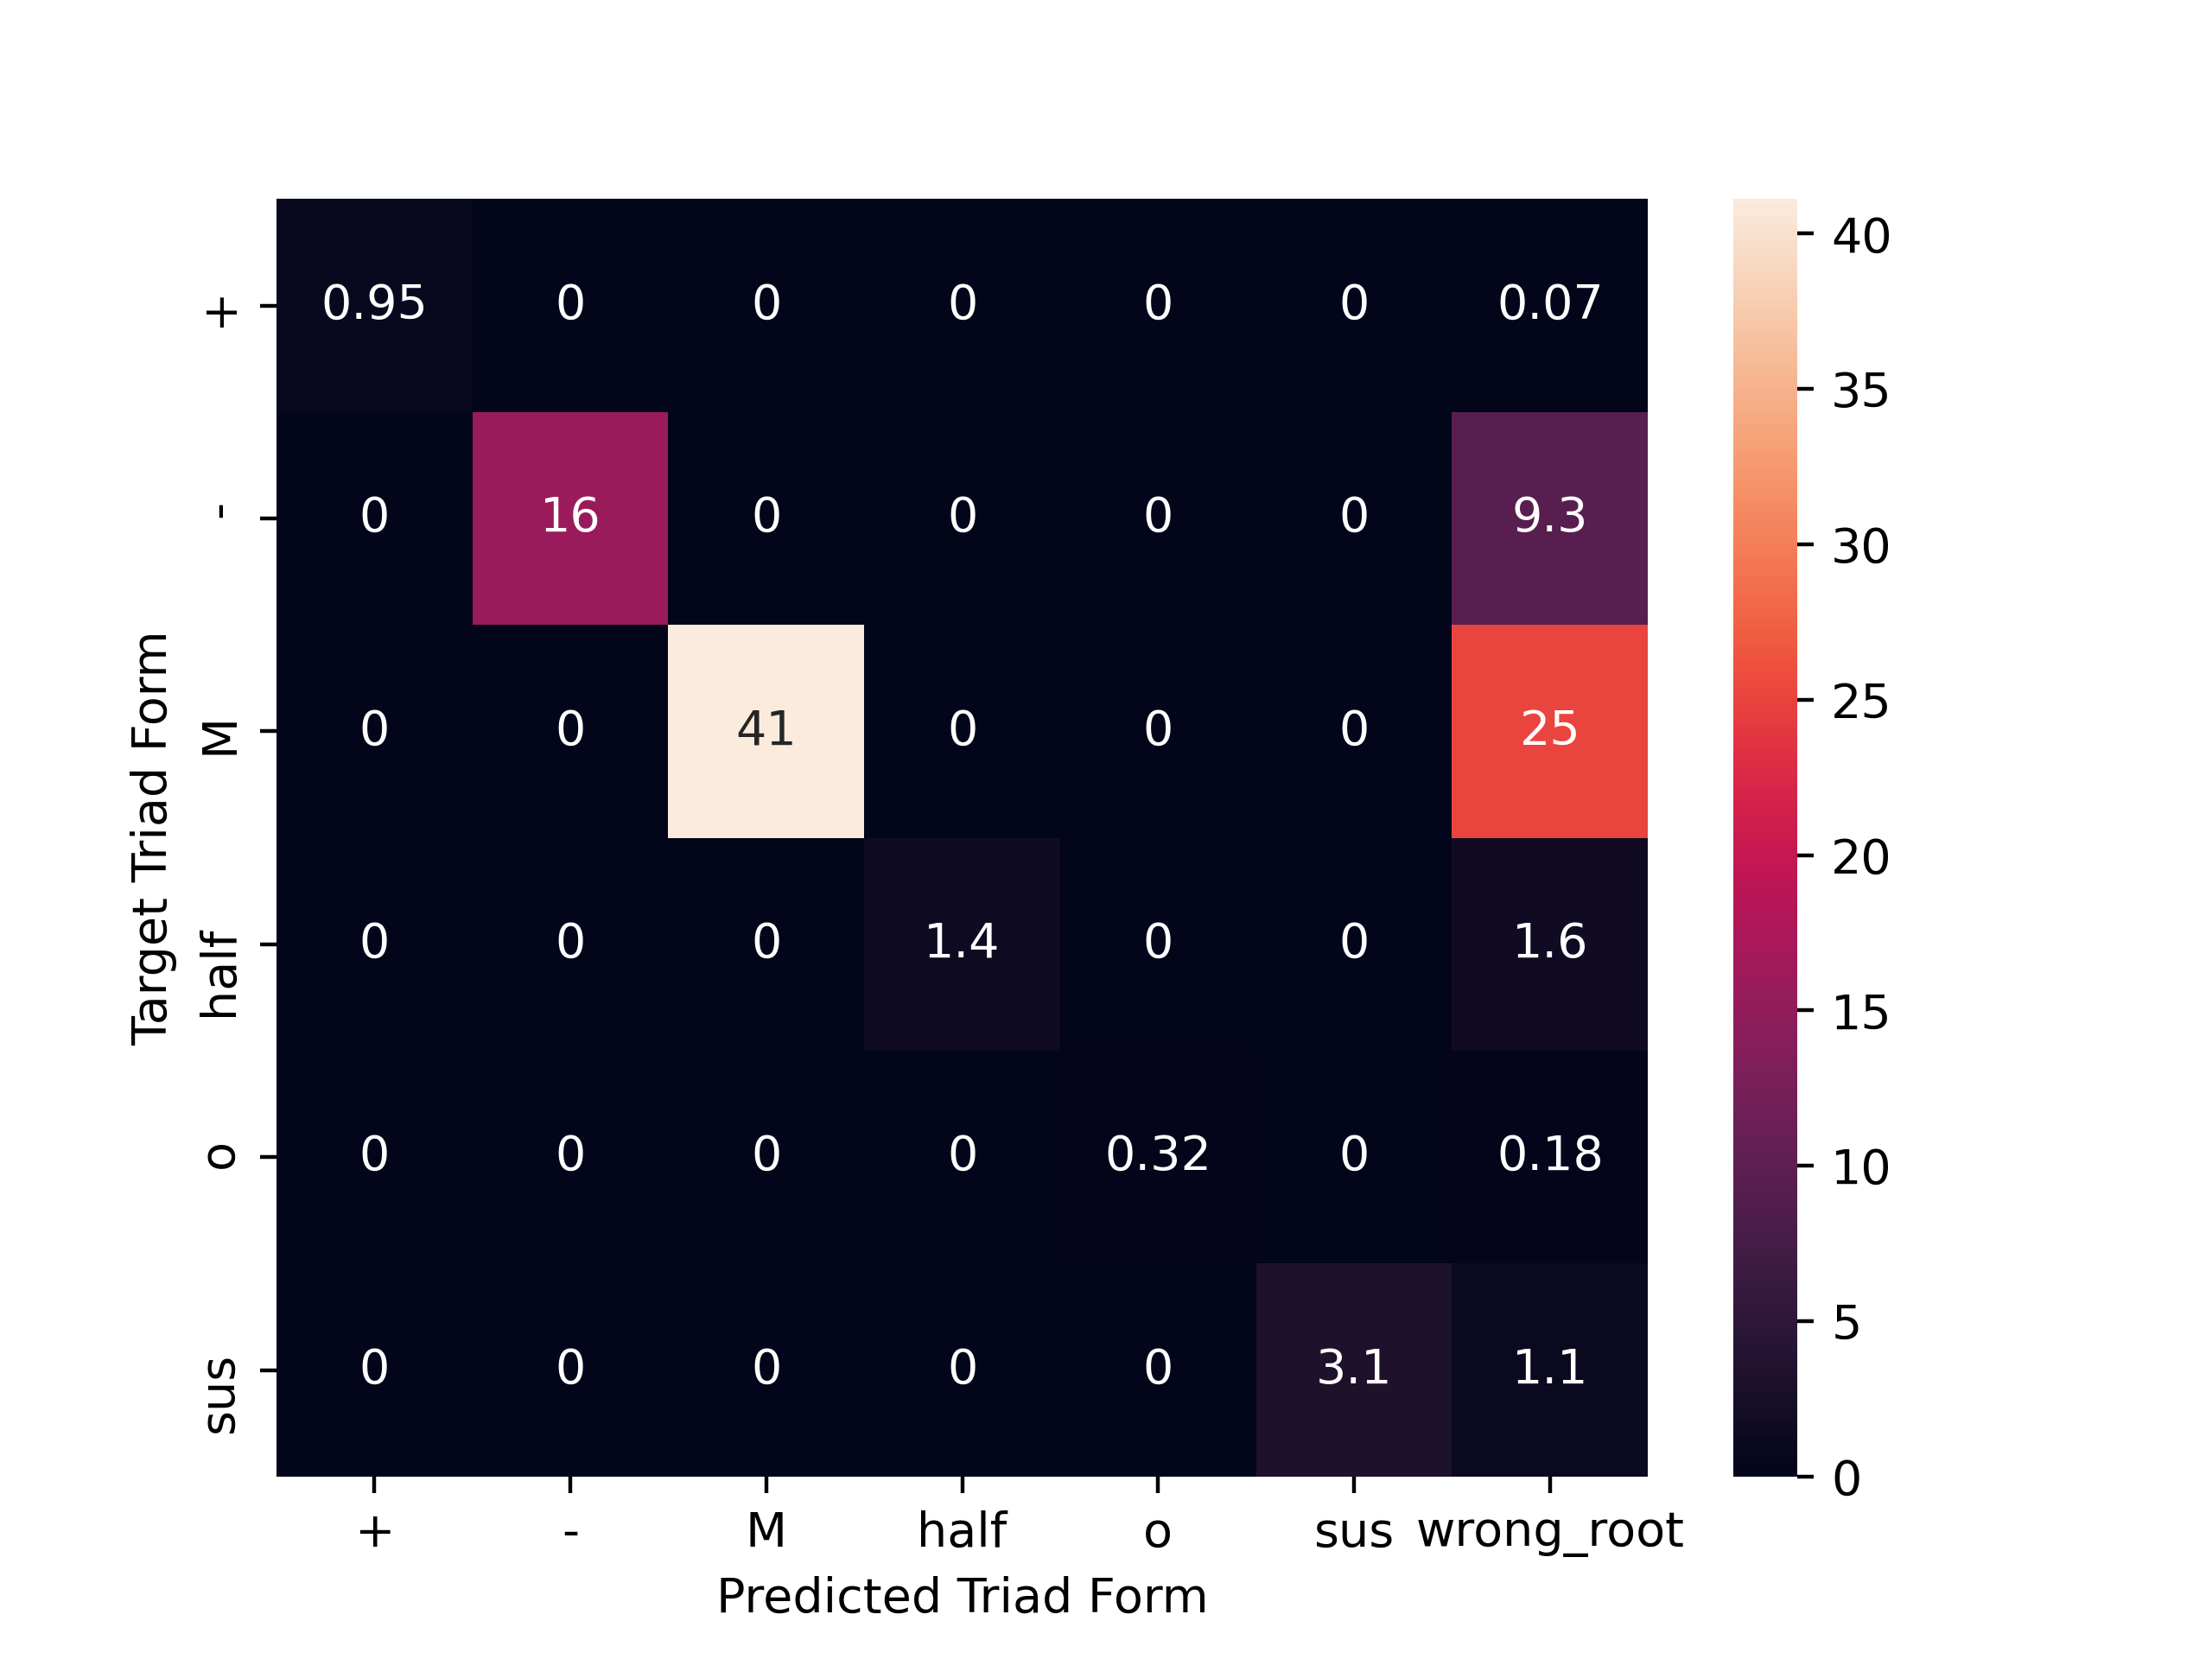 + 0.95 0 0 0 0 0 0.07
- 0 16 0 0 0 0 9.3
M 0 0 41 0 0 0 25
half 0 0 0 1.4 0 0 1.6
o 0 0 0 0 0.32 0 0.18
sus 0 0 0 0 0 3.1 1.1
+ - M half o sus wrong_root
Predicted Triad Form
Target Triad Form
40
35
30
25
20
15
10
5
0